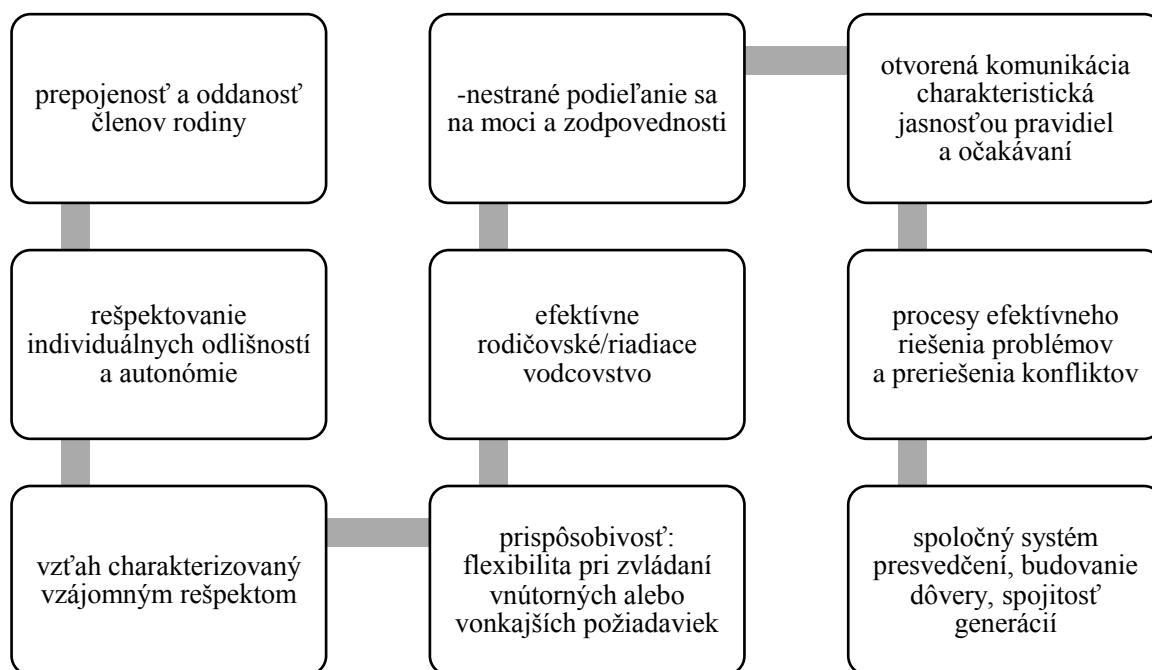 prepojenosť a oddanosť
členov rodiny
rešpektovanie
individuálnych odlišností
a autonómie
vzťah charakterizovaný
vzájomným rešpektom
prispôsobivosť:
flexibilita pri zvládaní
vnútorných alebo
vonkajších požiadaviek
efektívne
rodičovské/riadiace
vodcovstvo
-nestrané podieľanie sa
na moci a zodpovednosti
otvorená komunikácia
charakteristická
jasnosťou pravidiel
a očakávaní
procesy efektívneho
riešenia problémov
a preriešenia konfliktov
spoločný systém
presvedčení, budovanie
dôvery, spojitosť
generácií